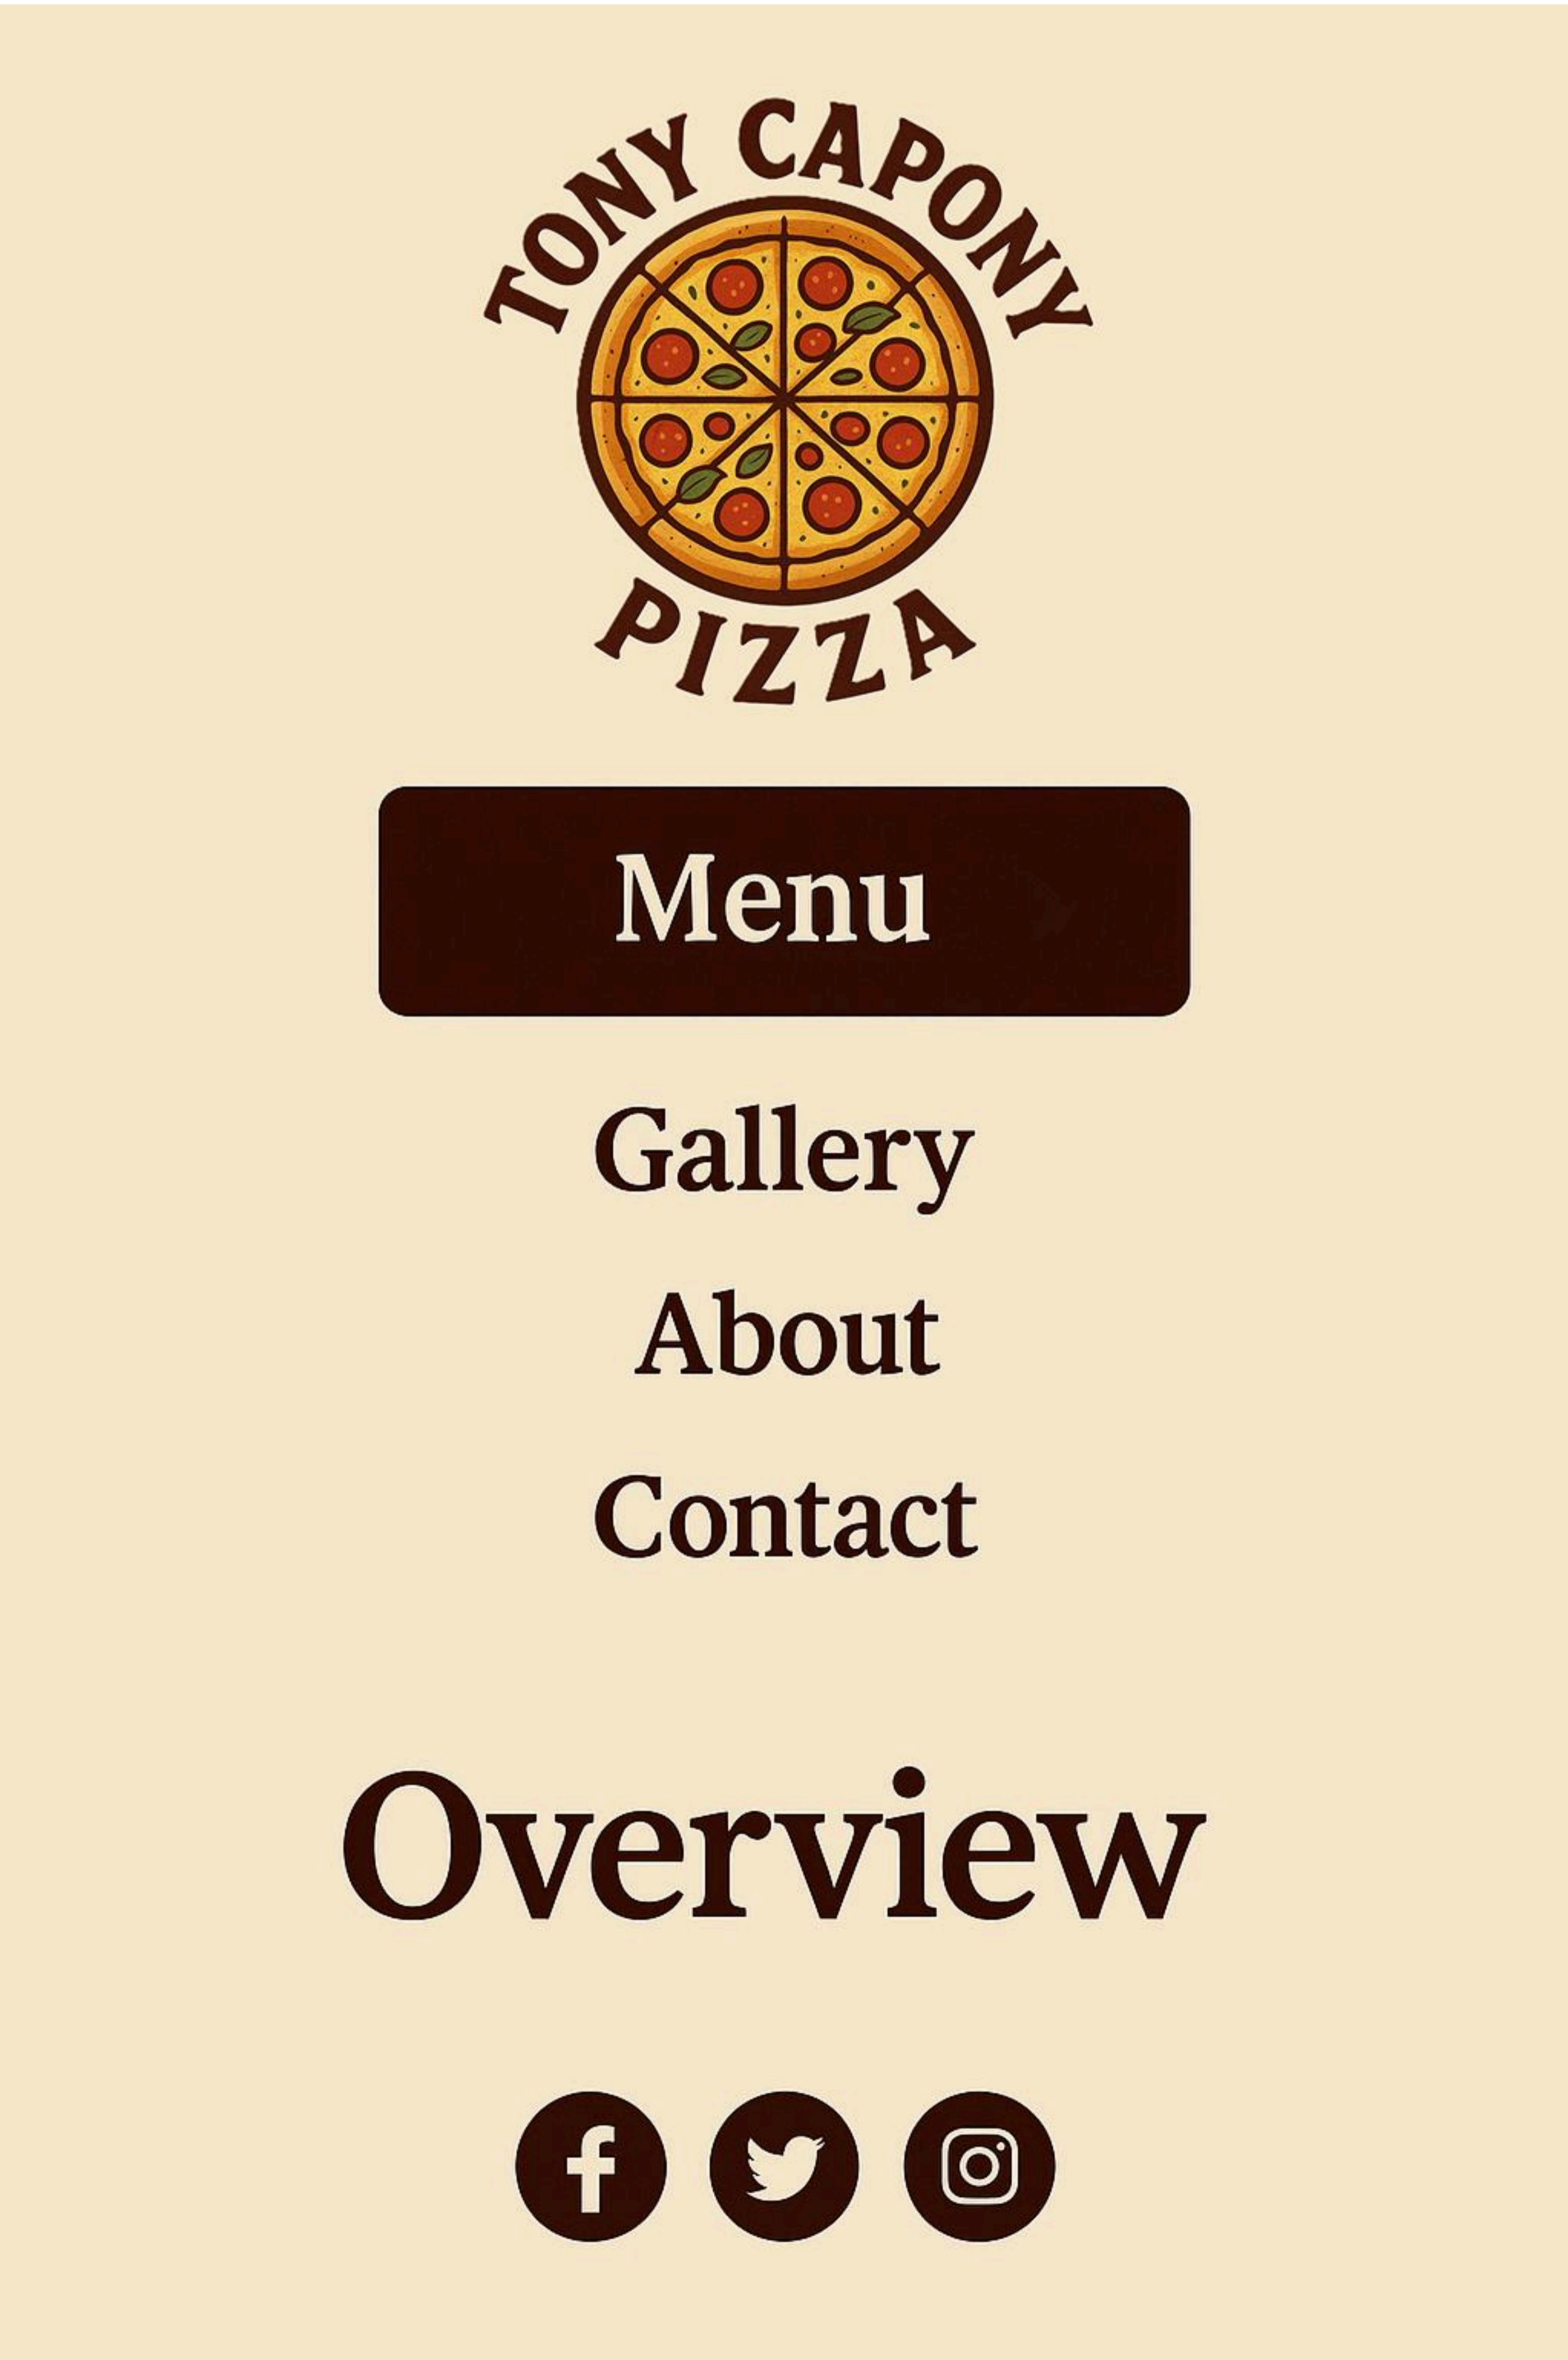 TONY CAPONY
PIZZA
Menu
Gallery
About
Contact
Overview